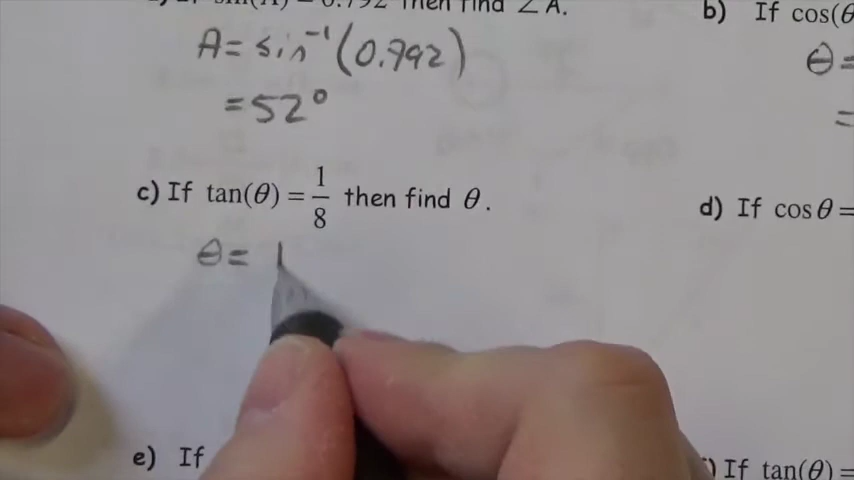 then find ∠A.
b) If cos(θ
A = sin⁻¹(0.792)
θ =
= 52°
=
c) If tan(θ) = 1/8 then find θ.
d) If cos θ =
θ =
e) If
If tan(θ) =